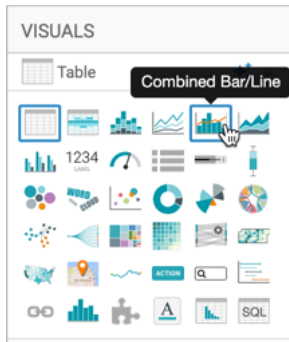 VISUALS
Table
Combined Bar/Line
1234
LABEL
WORD
CLOUD
ACTION
A
SQL